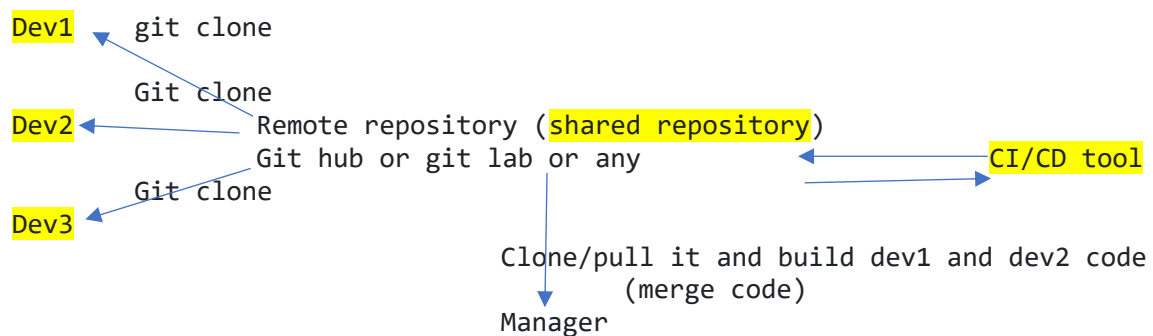 Dev1 git clone
Git clone
Dev2 Remote repository (shared repository)
Git hub or git lab or any CI/CD tool
Git clone
Dev3
Clone/pull it and build dev1 and dev2 code
(merge code)
Manager